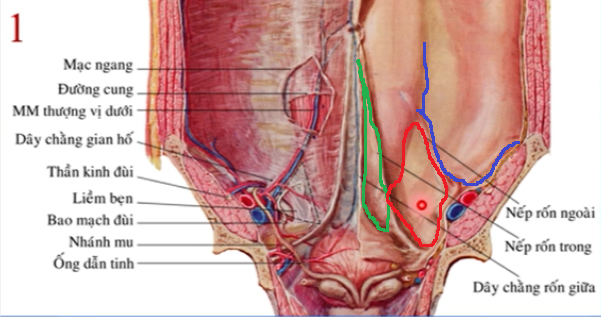 1
Mạc ngang
Đường cung
MM thượng vị dưới
Dây chằng gian hố
Thần kinh đùi
Liềm bẹn
Bao mạch đùi
Nhánh mu
Ống dẫn tinh
Nếp rốn ngoài
Nếp rốn trong
Dây chằng rốn giữa